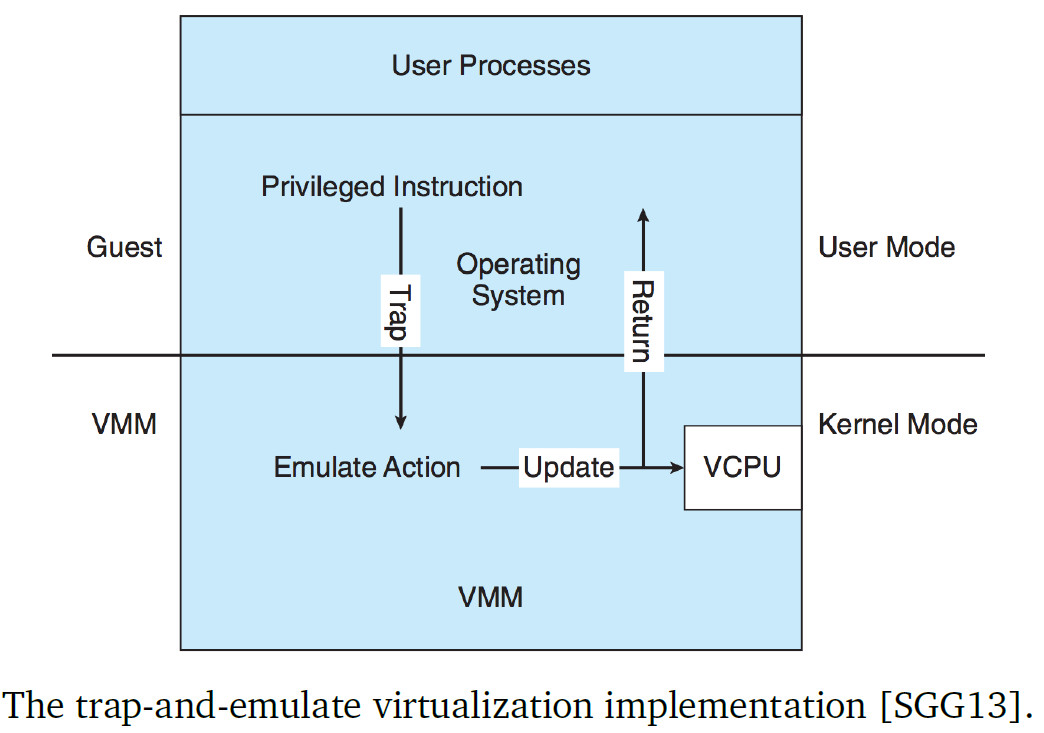 User Processes
Privileged Instruction
Guest
User Mode
Operating
System
Trap
Return
VMM
Kernel Mode
Emulate Action
Update
VCPU
VMM
The trap-and-emulate virtualization implementation [SGG13].